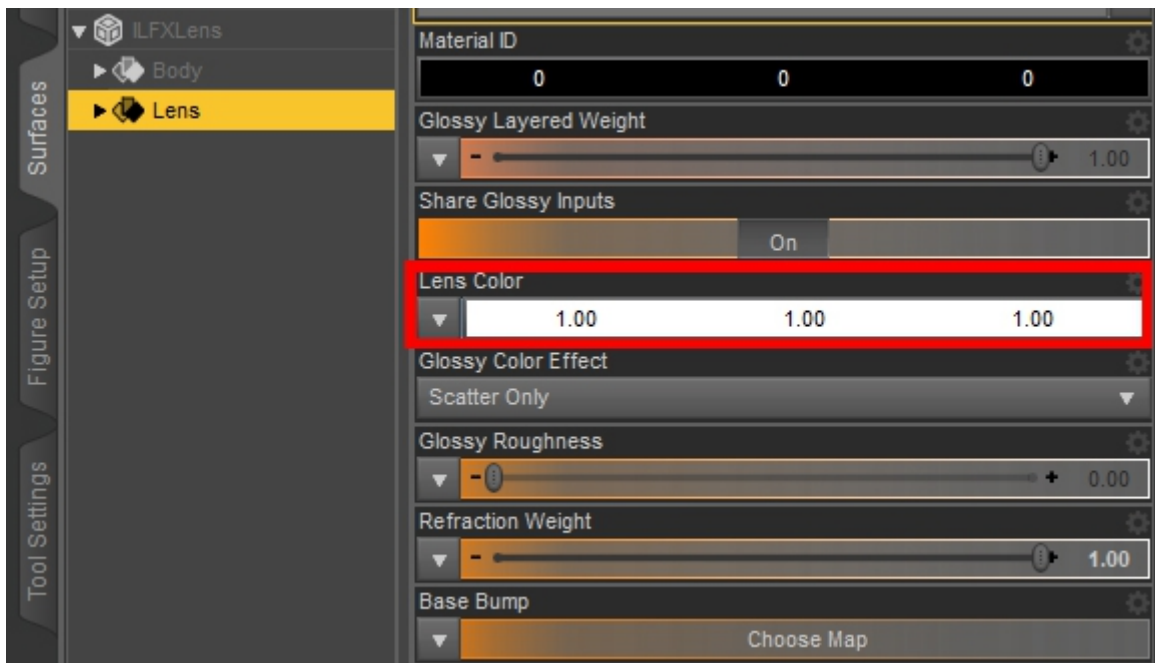 Surfaces
Figure Setup
Tool Settings
ILFXLens
Body
Lens
Material ID
0 0 0
Glossy Layered Weight
- + 1.00
Share Glossy Inputs
On
Lens Color
1.00 1.00 1.00
Glossy Color Effect
Scatter Only
Glossy Roughness
- + 0.00
Refraction Weight
- + 1.00
Base Bump
Choose Map